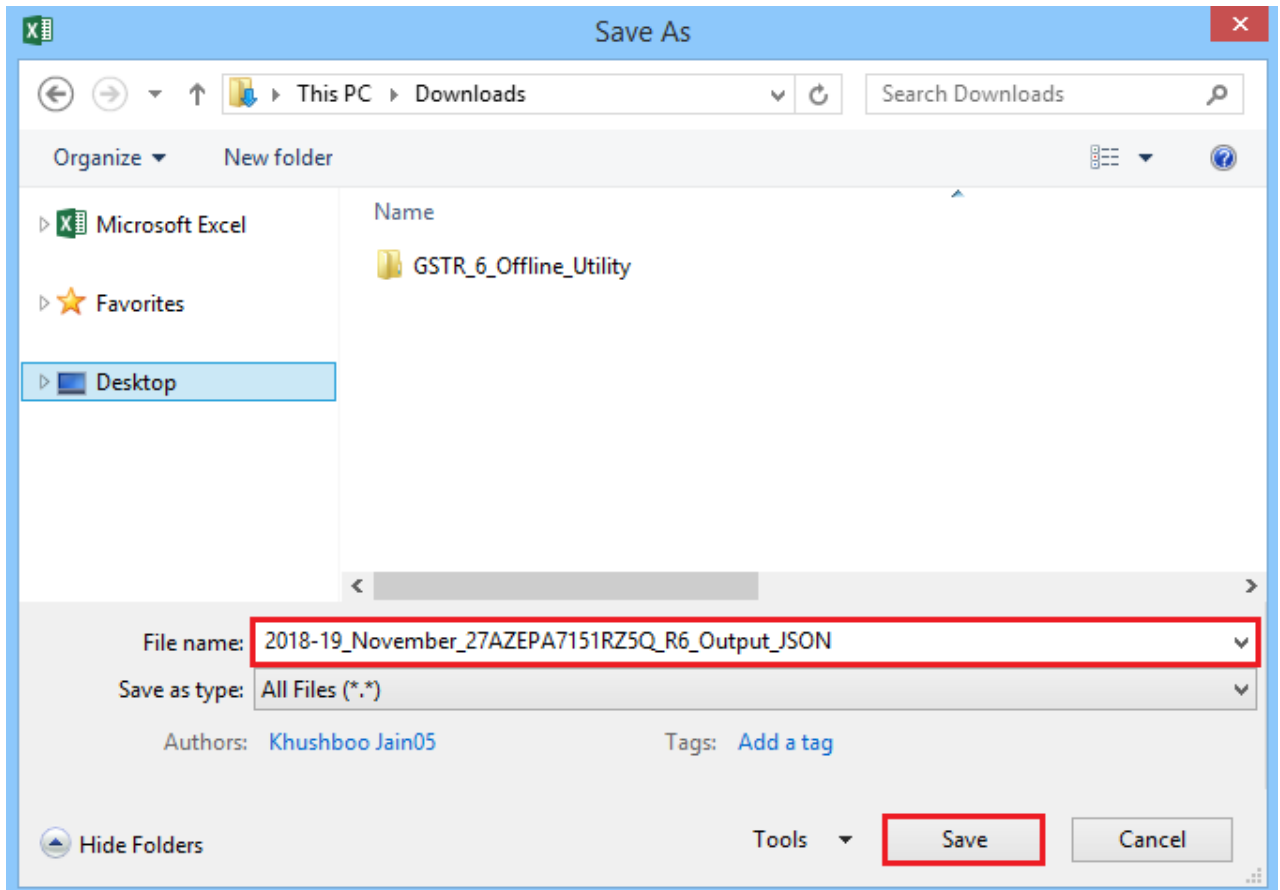 Save As
This PC Downloads
Search Downloads
Organize New folder
Microsoft Excel
Favorites
Desktop
Name
GSTR_6_Offline_Utility
File name: 2018-19_November_27AZEPA7151RZ5Q_R6_Output_JSON
Save as type: All Files (*.*)
Authors: Khushboo Jain05 Tags: Add a tag
Hide Folders Tools Save Cancel